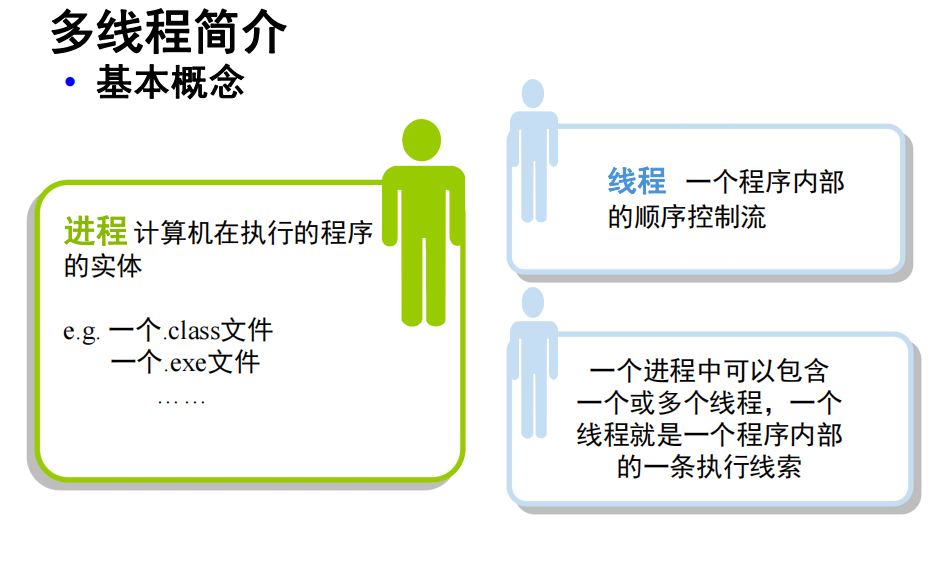 多线程简介
• 基本概念
进程 计算机在执行的程序
的实体
e.g. 一个.class文件
一个.exe文件
……
线程 一个程序内部
的顺序控制流
一个进程中可以包含
一个或多个线程，一个
线程就是一个程序内部
的一条执行线索